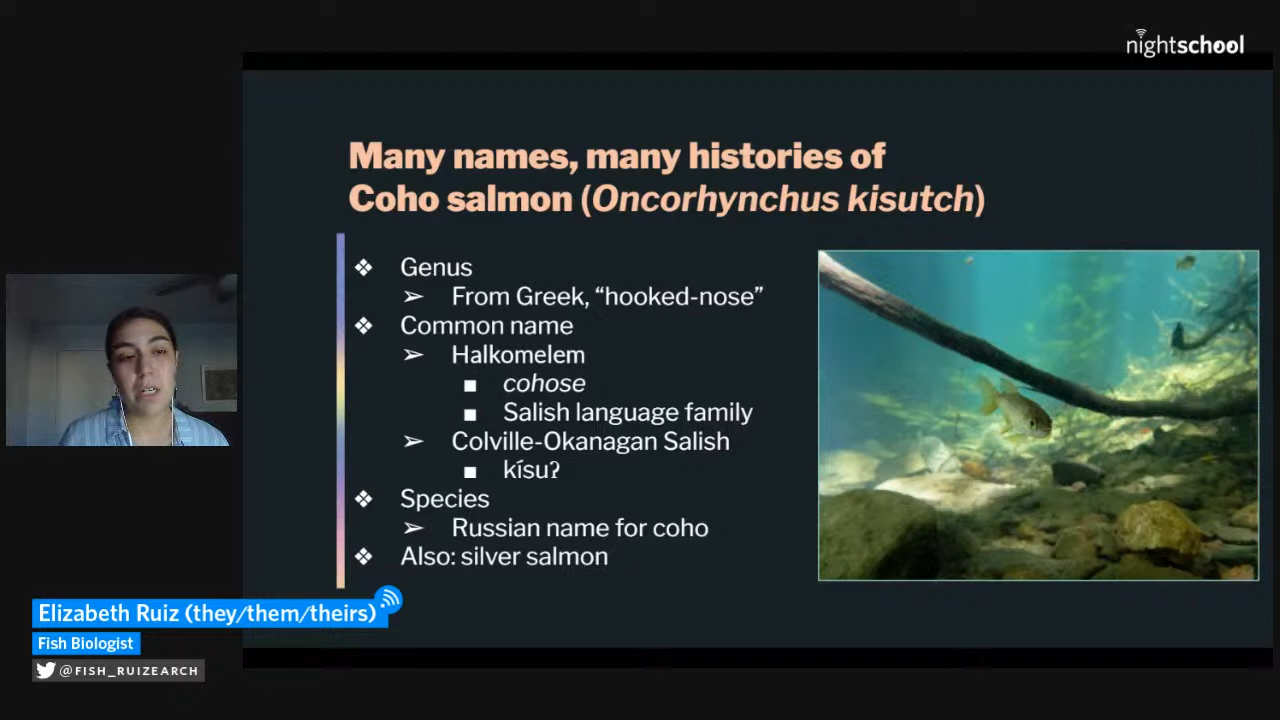 nightschool
Many names, many histories of
Coho salmon (Oncorhynchus kisutch)
❖ Genus
➢ From Greek, “hooked-nose”
❖ Common name
➢ Halkomelem
■ cohose
■ Salish language family
➢ Colville-Okanagan Salish
■ kísuʔ
❖ Species
➢ Russian name for coho
❖ Also: silver salmon
Elizabeth Ruiz (they/them/theirs)
Fish Biologist
@FISH_RUIZEARCH